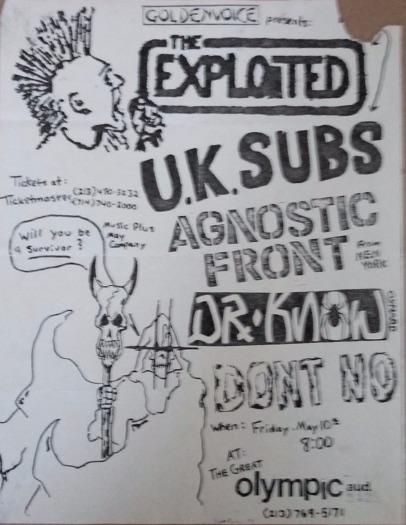 GOLDENVOICE presents:
THE
EXPLOITED
U.K. SUBS
Tickets at:
Ticketmaster (213) 480-3232
(714) 740-2000
Music Plus
May
Company
AGNOSTIC
FRONT
From
NEW
YORK
Will you be
a Survivor?
DR. KNOW
DONT NO
When: Friday. May 10th
8:00
AT:
THE GREAT
olympic aud.
(213) 749-5171